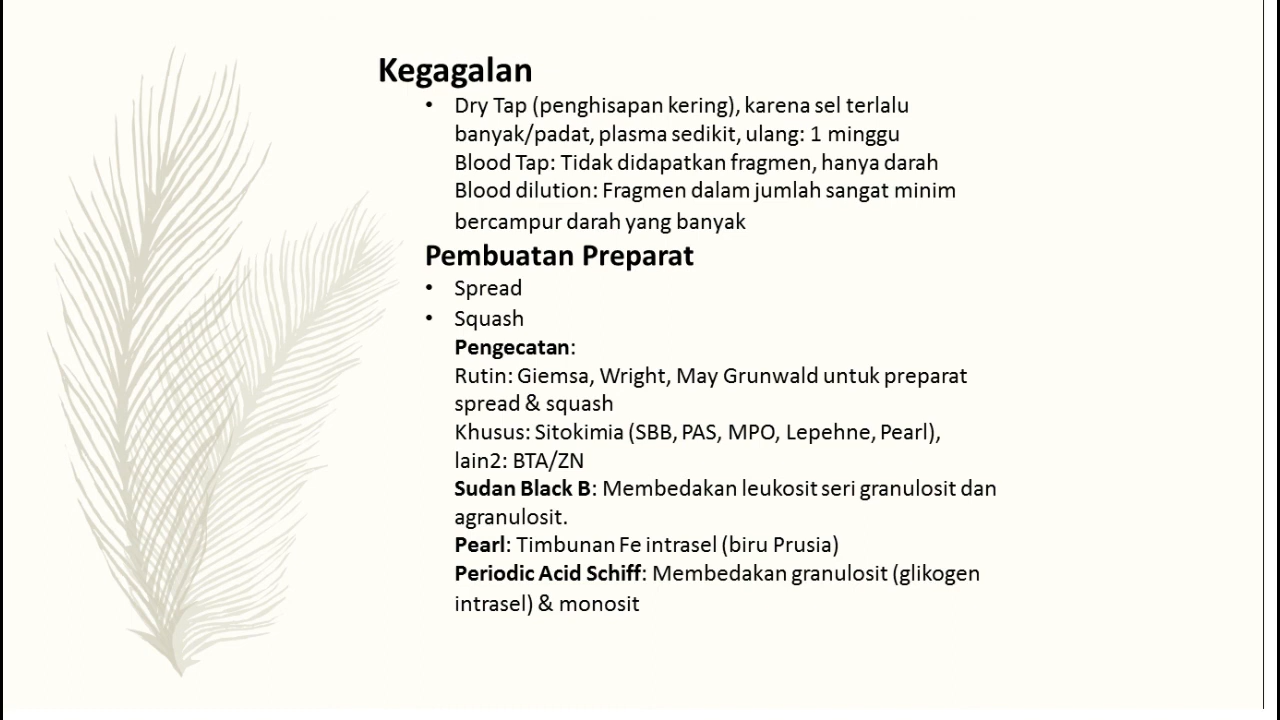 Kegagalan
• Dry Tap (penghisapan kering), karena sel terlalu
banyak/padat, plasma sedikit, ulang: 1 minggu
Blood Tap: Tidak didapatkan fragmen, hanya darah
Blood dilution: Fragmen dalam jumlah sangat minim
bercampur darah yang banyak
Pembuatan Preparat
• Spread
• Squash
Pengecatan:
Rutin: Giemsa, Wright, May Grunwald untuk preparat
spread & squash
Khusus: Sitokimia (SBB, PAS, MPO, Lepehne, Pearl),
lain2: BTA/ZN
Sudan Black B: Membedakan leukosit seri granulosit dan
agranulosit.
Pearl: Timbunan Fe intrasel (biru Prusia)
Periodic Acid Schiff: Membedakan granulosit (glikogen
intrasel) & monosit